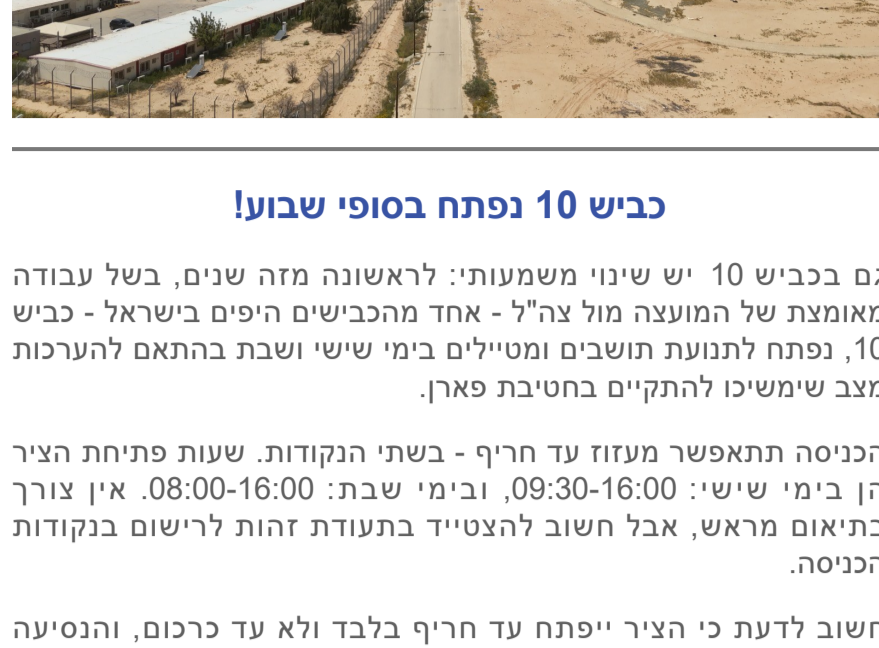 כביש 10 נפתח בסופי שבוע!
גם בכביש 10 יש שינוי משמעותי: לראשונה מזה שנים, בשל עבודה
מאומצת של המועצה מול צה"ל - אחד מהכבישים היפים בישראל - כביש
10, נפתח לתנועת תושבים ומטיילים בימי שישי ושבת בהתאם להערכות
מצב שימשיכו להתקיים בחטיבת פארן.
הכניסה תתאפשר מעזוז עד חריף - בשתי הנקודות. שעות פתיחת הציר
הן בימי שישי: 09:30-16:00, ובימי שבת: 08:00-16:00. אין צורך
בתיאום מראש, אבל חשוב להצטייד בתעודת זהות לרישום בנקודות
הכניסה.
חשוב לדעת כי הציר ייפתח עד חריף בלבד ולא עד כרכום, והנסיעה